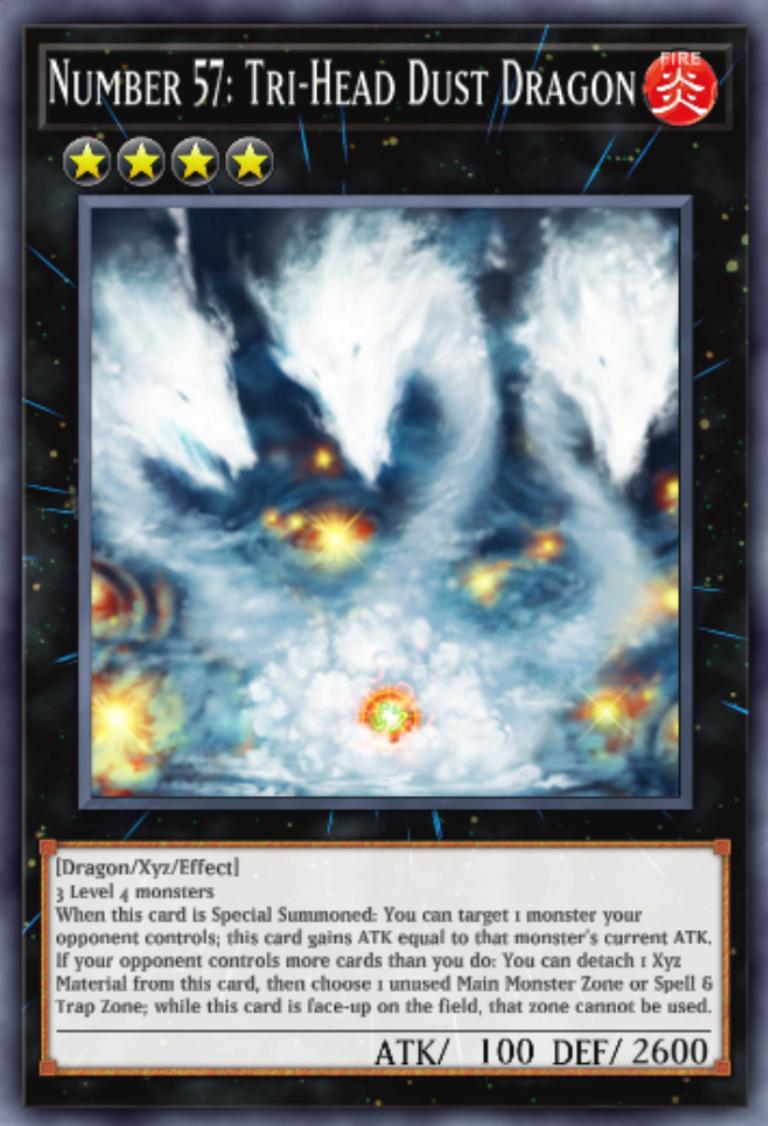 NUMBER 57: TRI-HEAD DUST DRAGON
FIRE
炎
57
[Dragon/Xyz/Effect]
3 Level 4 monsters
When this card is Special Summoned: You can target 1 monster your
opponent controls; this card gains ATK equal to that monster's current ATK.
If your opponent controls more cards than you do: You can detach 1 Xyz
Material from this card, then choose 1 unused Main Monster Zone or Spell &
Trap Zone; while this card is face-up on the field, that zone cannot be used.
ATK/ 100 DEF/ 2600